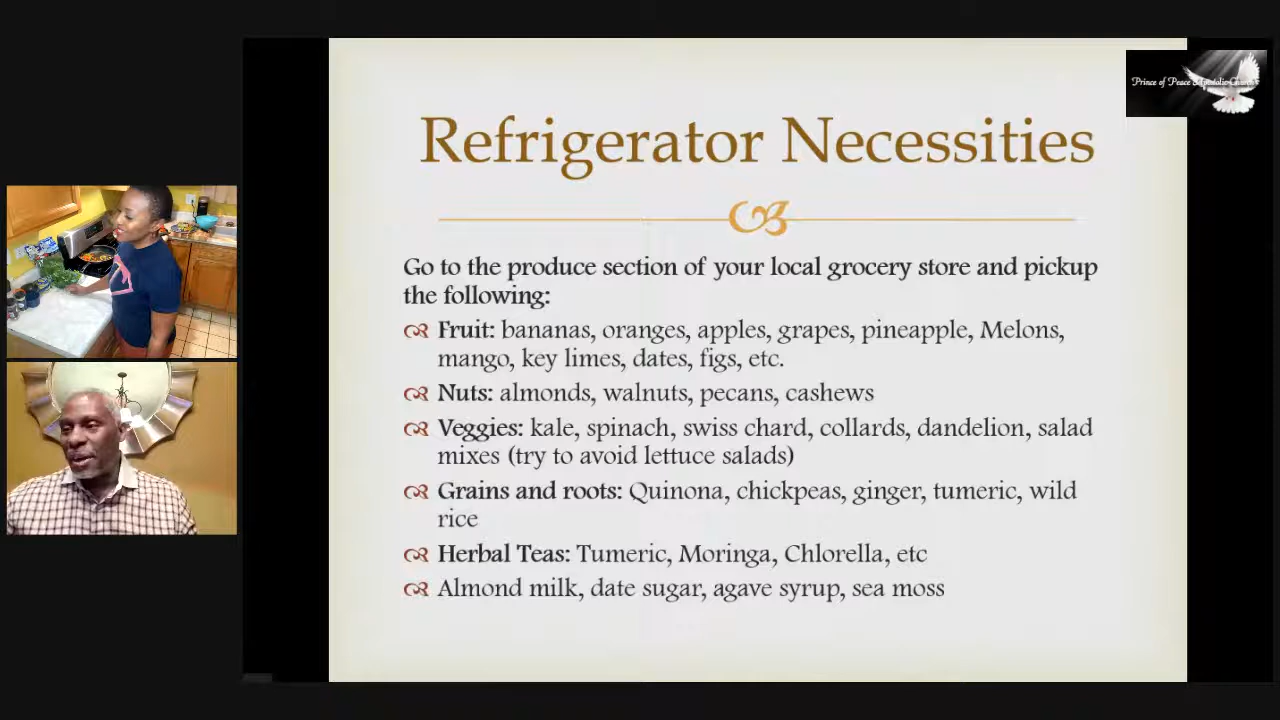 Prince of Peace Apostolic Church
Refrigerator Necessities
Go to the produce section of your local grocery store and pickup
the following:
Fruit: bananas, oranges, apples, grapes, pineapple, Melons,
mango, key limes, dates, figs, etc.
Nuts: almonds, walnuts, pecans, cashews
Veggies: kale, spinach, swiss chard, collards, dandelion, salad
mixes (try to avoid lettuce salads)
Grains and roots: Quinona, chickpeas, ginger, tumeric, wild
rice
Herbal Teas: Tumeric, Moringa, Chlorella, etc
Almond milk, date sugar, agave syrup, sea moss